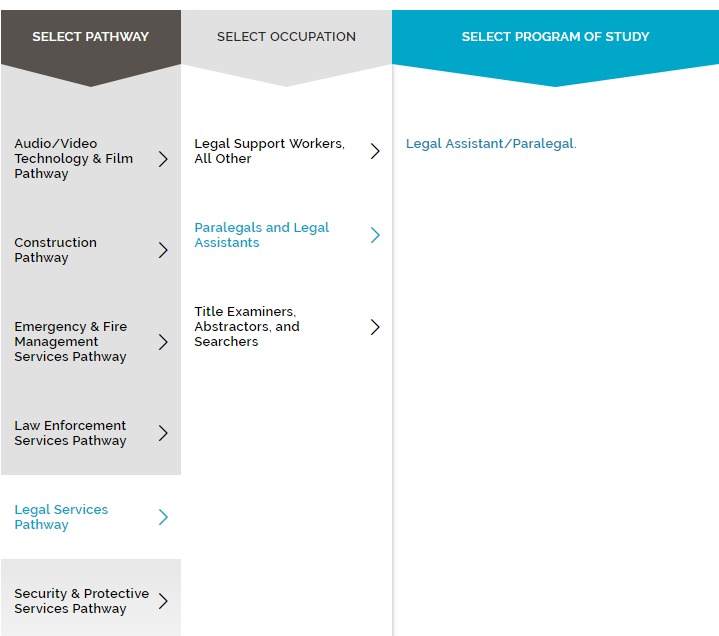 SELECT PATHWAY
SELECT OCCUPATION
SELECT PROGRAM OF STUDY
Audio/Video
Technology & Film
Pathway
Construction
Pathway
Emergency & Fire
Management
Services Pathway
Law Enforcement
Services Pathway
Legal Services
Pathway
Security & Protective
Services Pathway
Legal Support Workers,
All Other
Paralegals and Legal
Assistants
Title Examiners,
Abstractors, and
Searchers
Legal Assistant/Paralegal.